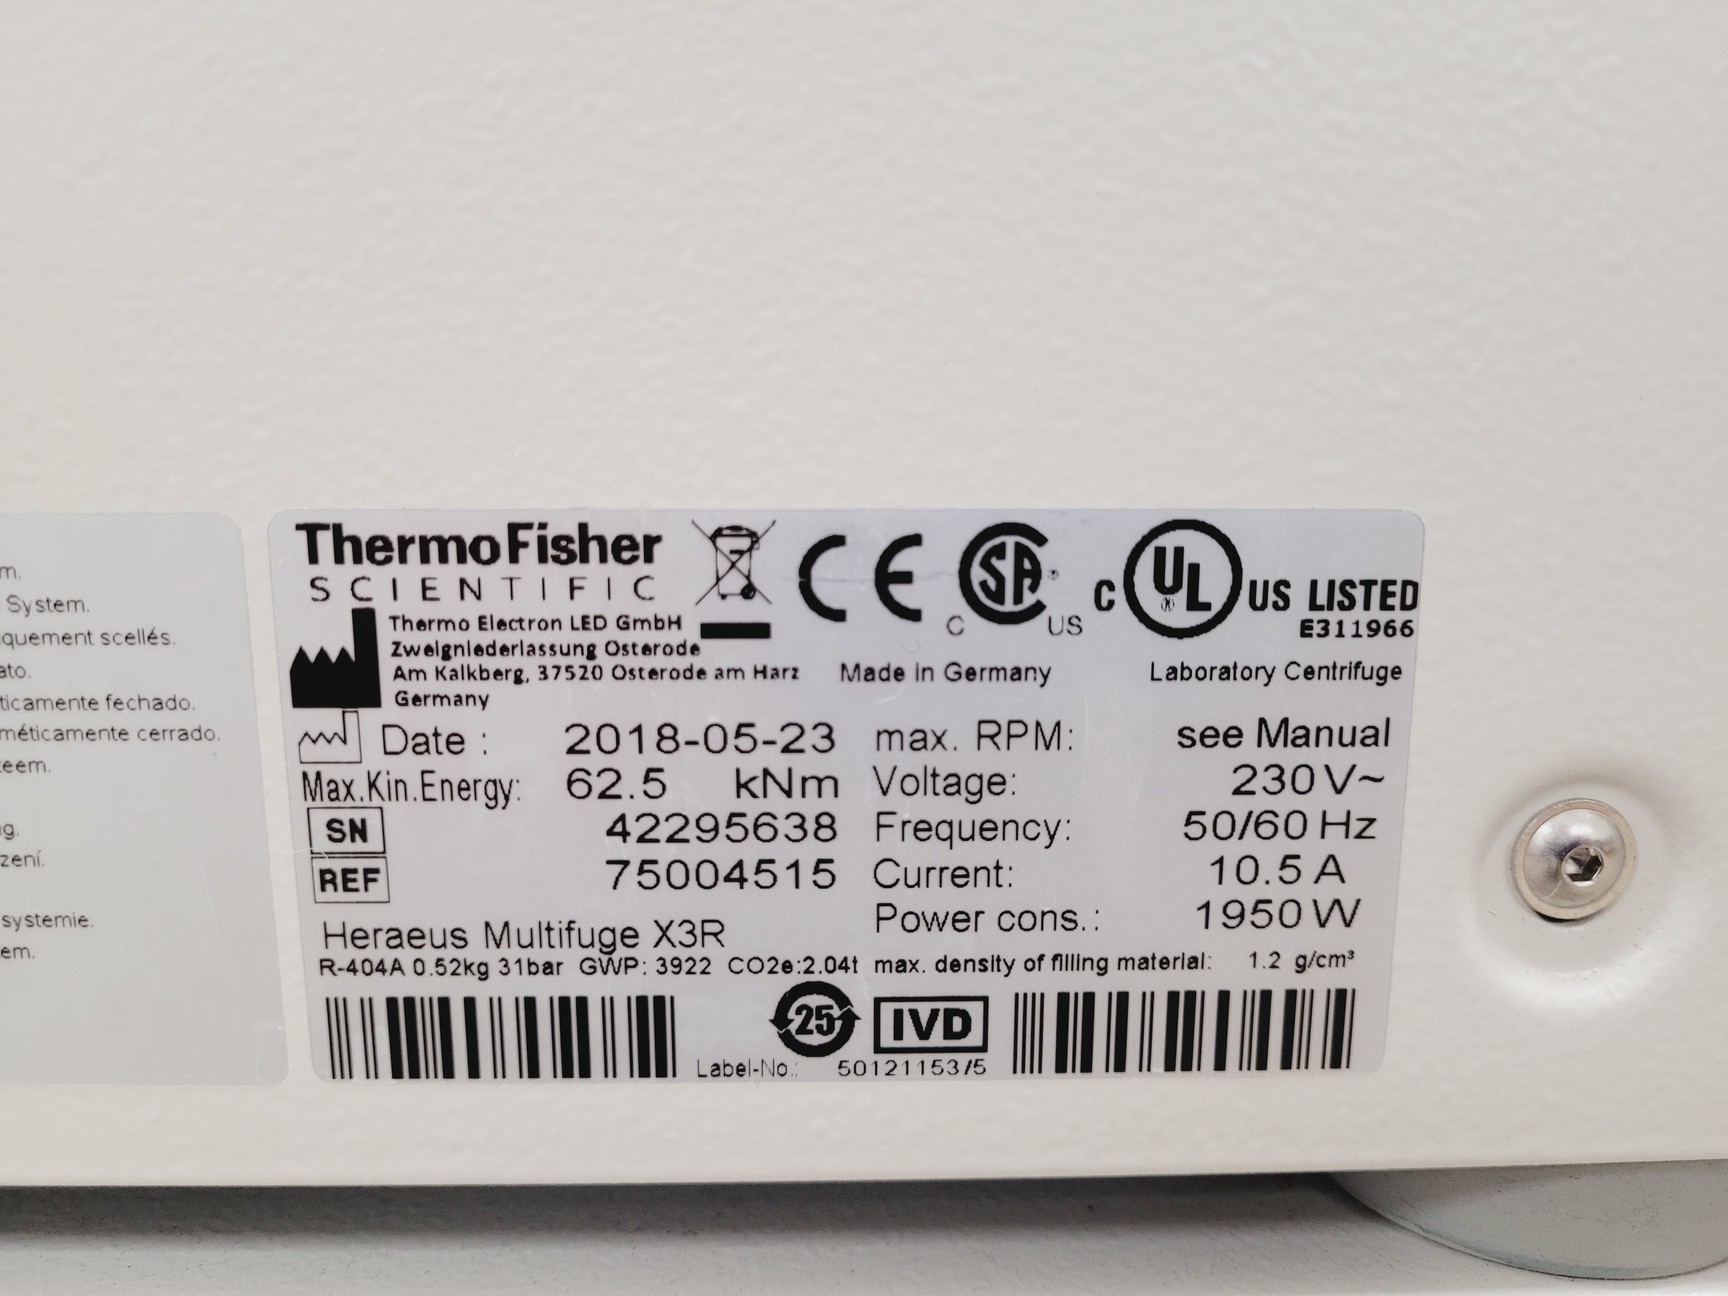 m.
System.
quement scellés.
ato.
ticamente fechado.
méticamente cerrado.
teem.
g.
zení.
systemie.
em.
ThermoFisher
SCIENTIFIC
Thermo Electron LED GmbH
Zweigniederlassung Osterode
Am Kalkberg, 37520 Osterode am Harz
Germany
CE
C SA US
C UL US LISTED
E311966
Made in Germany
Laboratory Centrifuge
Date : 2018-05-23
Max.Kin.Energy: 62.5 kNm
SN 42295638
REF 75004515
max. RPM: see Manual
Voltage: 230 V~
Frequency: 50/60 Hz
Current: 10.5 A
Power cons.: 1950 W
Heraeus Multifuge X3R
R-404A 0.52kg 31bar GWP: 3922 CO2e:2.04t max. density of filling material: 1.2 g/cm³
25
IVD
Label-No.: 50121153/5